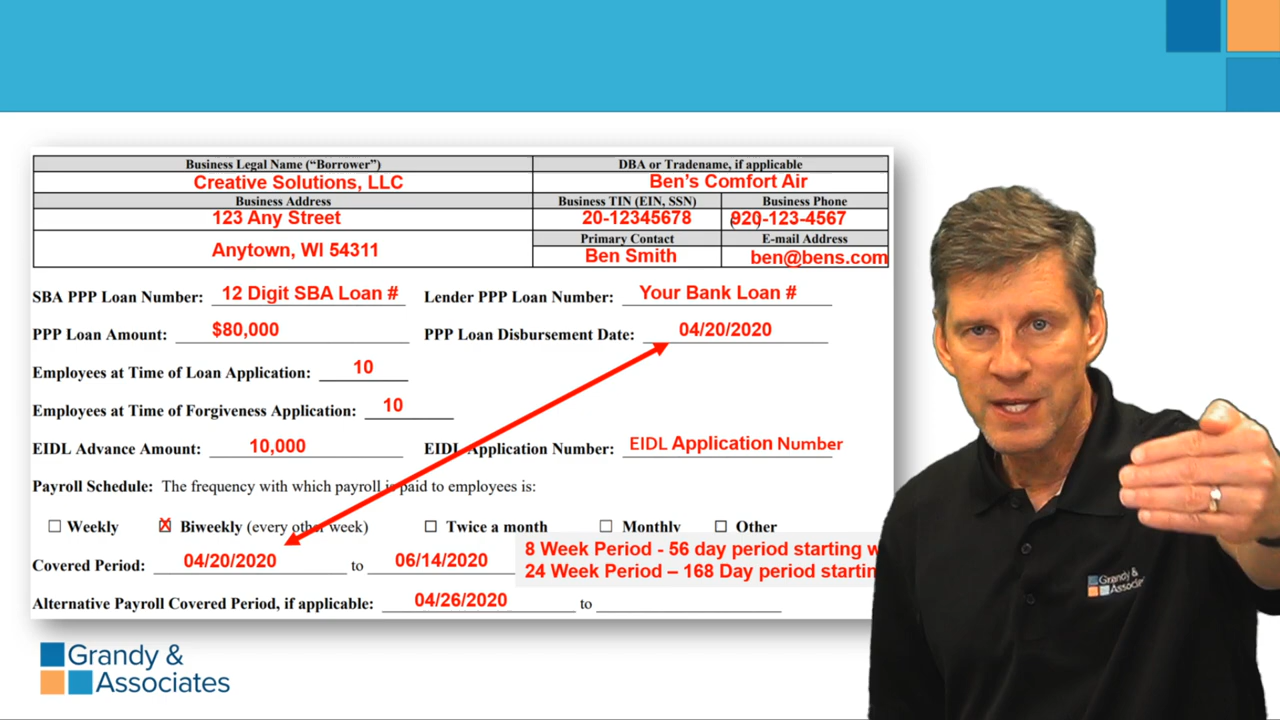 Business Legal Name (“Borrower”) DBA or Tradename, if applicable
Creative Solutions, LLC Ben’s Comfort Air
Business Address Business TIN (EIN, SSN) Business Phone
123 Any Street 20-12345678 (920)-123-4567
Primary Contact E-mail Address
Anytown, WI 54311 Ben Smith ben@bens.com
SBA PPP Loan Number: 12 Digit SBA Loan # Lender PPP Loan Number: Your Bank Loan #
PPP Loan Amount: $80,000 PPP Loan Disbursement Date: 04/20/2020
Employees at Time of Loan Application: 10
Employees at Time of Forgiveness Application: 10
EIDL Advance Amount: 10,000 EIDL Application Number: EIDL Application Number
Payroll Schedule: The frequency with which payroll is paid to employees is:
☐ Weekly ☒ Biweekly (every other week) ☐ Twice a month ☐ Monthly ☐ Other
Covered Period: 04/20/2020 to 06/14/2020
8 Week Period - 56 day period starting w
24 Week Period – 168 Day period startin
Alternative Payroll Covered Period, if applicable: 04/26/2020 to
Grandy &
Associates
Grandy &
Associa